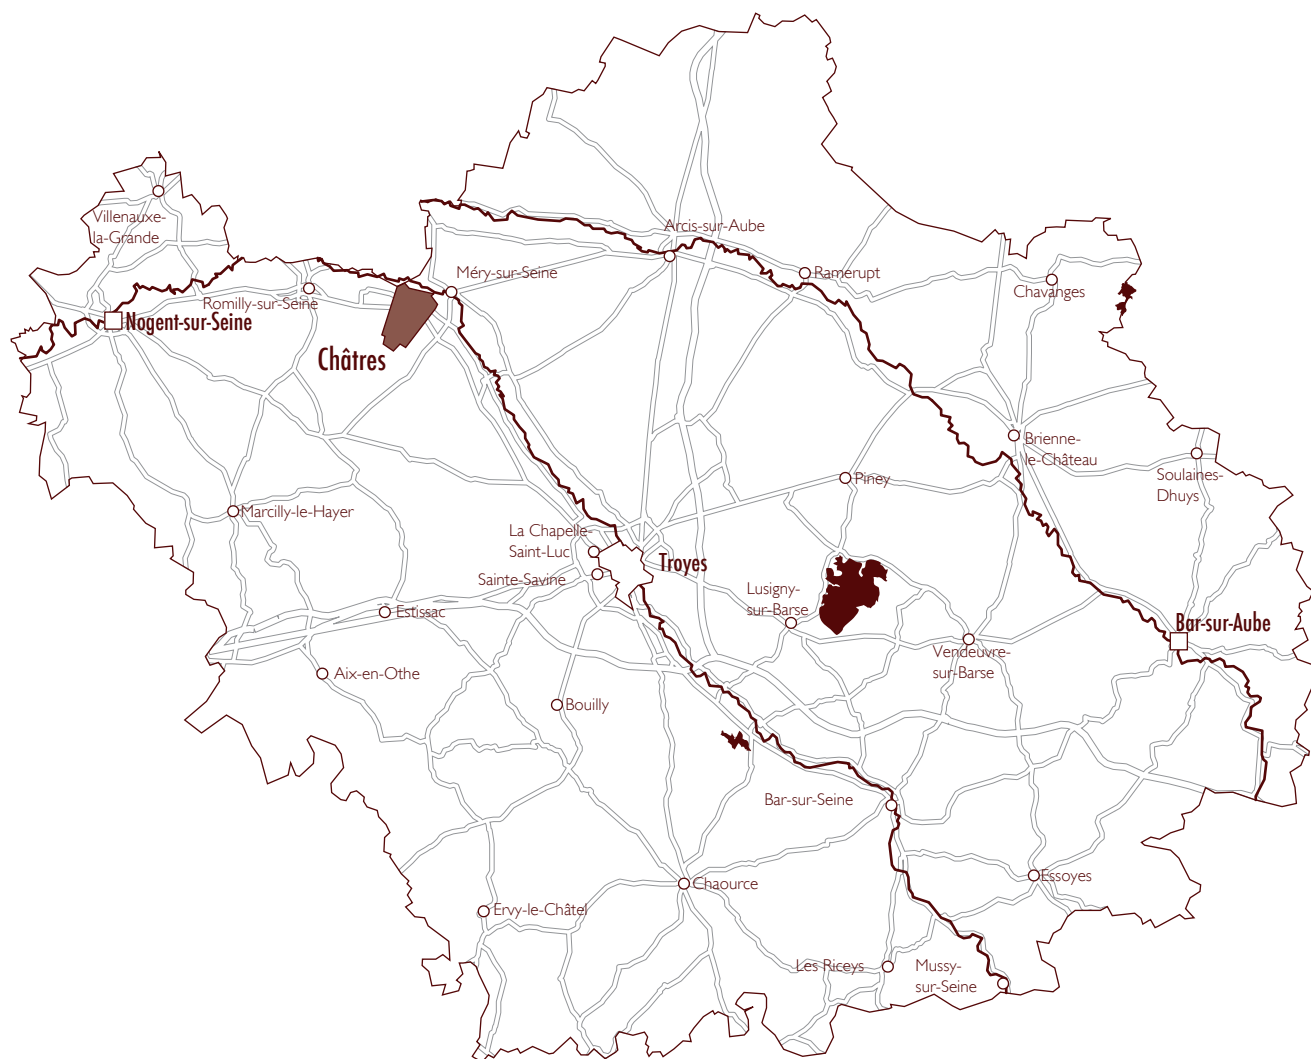 Villenauxe-
la-Grande
Arcis-sur-Aube
Méry-sur-Seine
Ramerupt
Chavanges
Romilly-sur-Seine
Nogent-sur-Seine
Châtres
Brienne-
le-Château
Soulaines-
Dhuys
Piney
Marcilly-le-Hayer
La Chapelle-
Saint-Luc
Troyes
Sainte-Savine
Lusigny-
sur-Barse
Estissac
Bar-sur-Aube
Vendeuvre-
sur-Barse
Aix-en-Othe
Bouilly
Bar-sur-Seine
Essoyes
Chaource
Ervy-le-Châtel
Les Riceys
Mussy-
sur-Seine